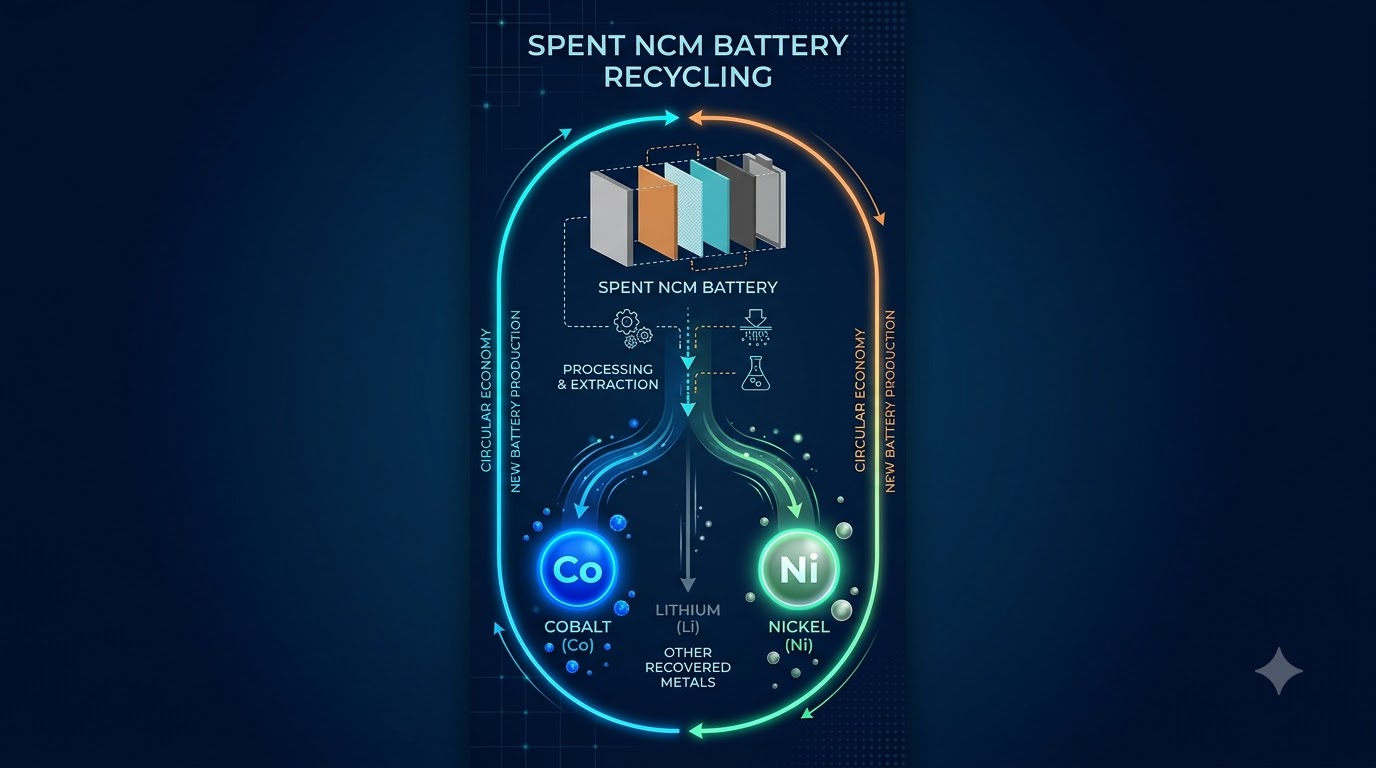 SPENT NCM BATTERY
RECYCLING
SPENT NCM BATTERY
PROCESSING
& EXTRACTION
CIRCULAR ECONOMY
NEW BATTERY PRODUCTION
CIRCULAR ECONOMY
NEW BATTERY PRODUCTION
Co
COBALT
(Co)
LITHIUM
(Li)
OTHER
RECOVERED
METALS
Ni
NICKEL
(Ni)